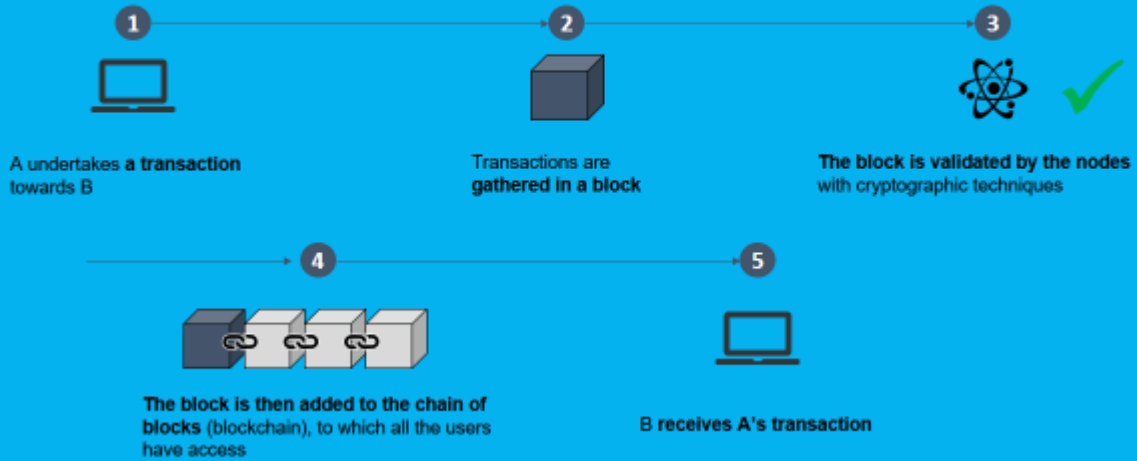 1
2
3
A undertakes a transaction
towards B
Transactions are
gathered in a block
The block is validated by the nodes
with cryptographic techniques
4
5
The block is then added to the chain of
blocks (blockchain), to which all the users
have access
B receives A's transaction